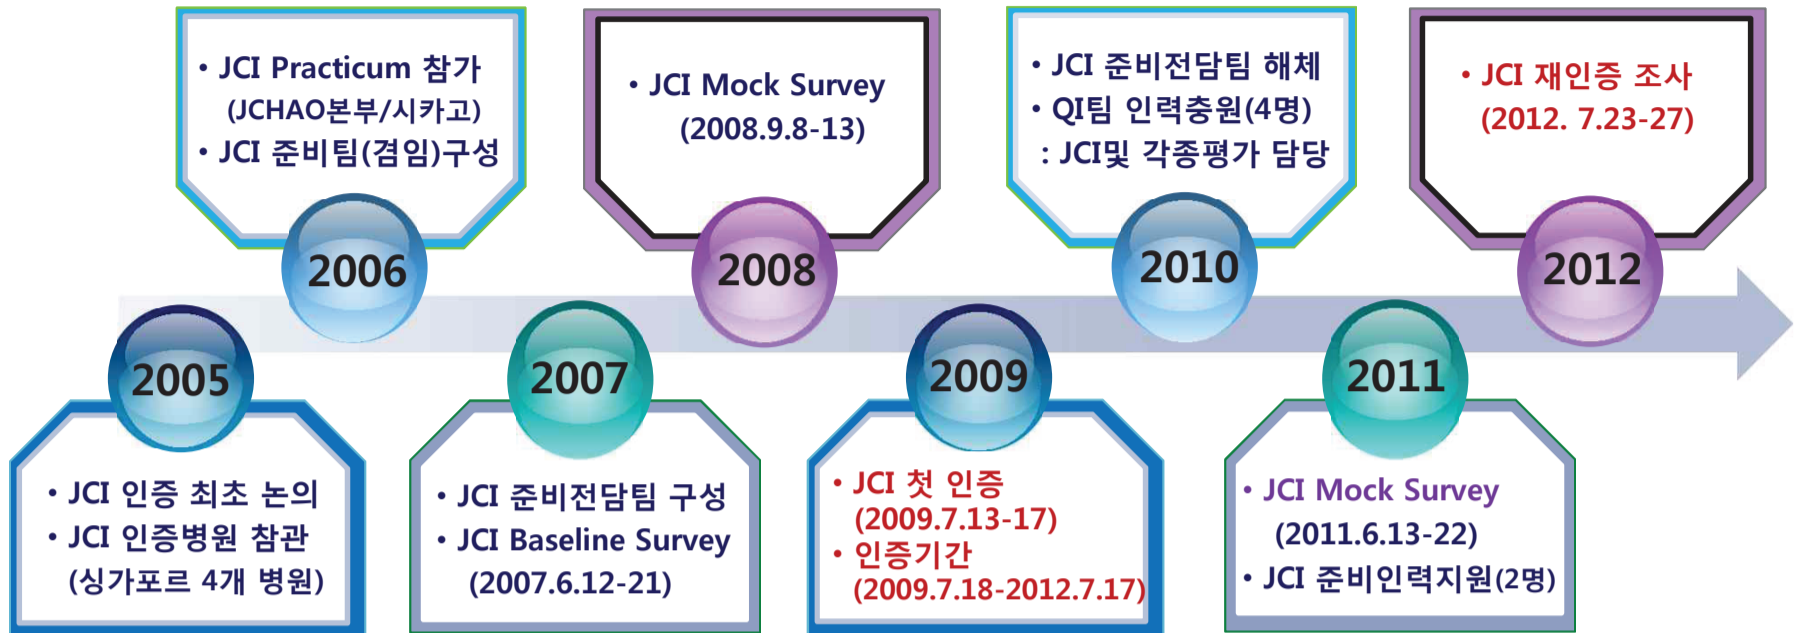 • JCI Practicum 참가
(JCHAO본부/시카고)
• JCI 준비팀(겸임)구성
2006
• JCI Mock Survey
(2008.9.8-13)
2008
• JCI 준비전담팀 해체
• QI팀 인력충원(4명)
: JCI및 각종평가 담당
2010
• JCI 재인증 조사
(2012. 7.23-27)
2012
2005
• JCI 인증 최초 논의
• JCI 인증병원 참관
(싱가포르 4개 병원)
2007
• JCI 준비전담팀 구성
• JCI Baseline Survey
(2007.6.12-21)
2009
• JCI 첫 인증
(2009.7.13-17)
• 인증기간
(2009.7.18-2012.7.17)
2011
• JCI Mock Survey
(2011.6.13-22)
• JCI 준비인력지원(2명)